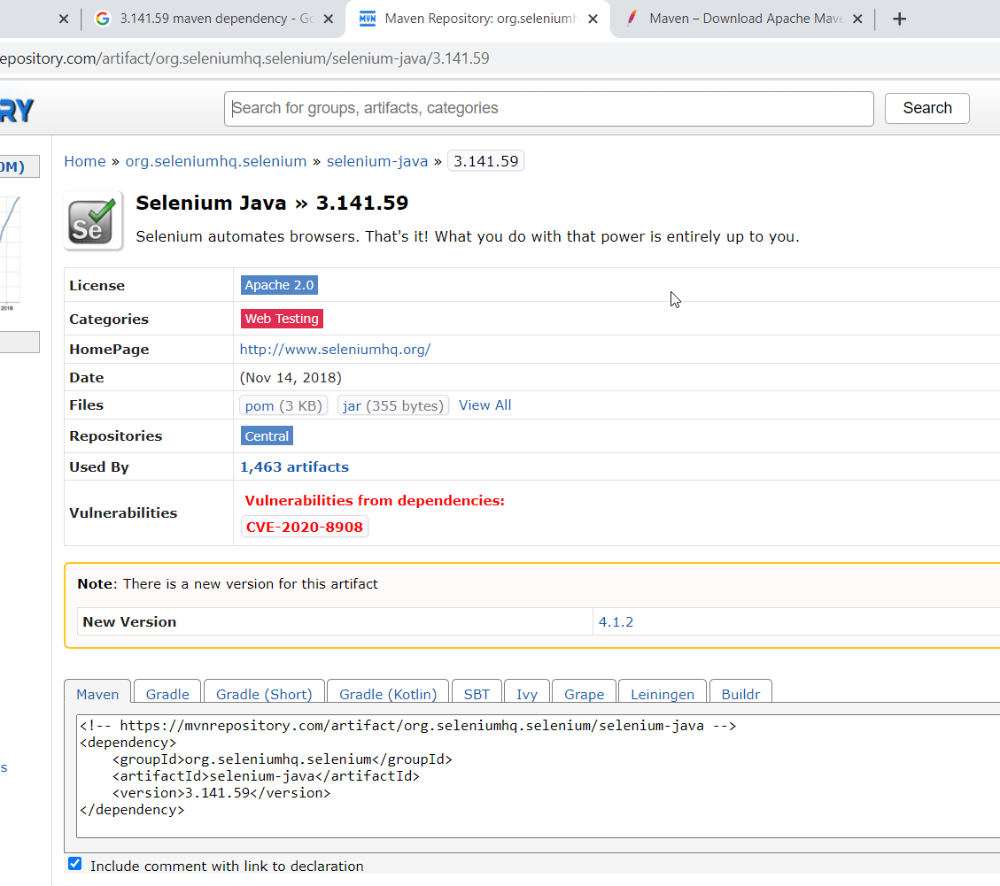 3.141.59 maven dependency - Go
Maven Repository: org.seleniumh
Maven – Download Apache Mave
epository.com/artifact/org.seleniumhq.selenium/selenium-java/3.141.59
RY
Search for groups, artifacts, categories
Search
0M)
2018
s
Home » org.seleniumhq.selenium » selenium-java » 3.141.59
Selenium Java » 3.141.59
Se
Selenium automates browsers. That's it! What you do with that power is entirely up to you.
License Apache 2.0
Categories Web Testing
HomePage http://www.seleniumhq.org/
Date (Nov 14, 2018)
Files pom (3 KB) jar (355 bytes) View All
Repositories Central
Used By 1,463 artifacts
Vulnerabilities Vulnerabilities from dependencies:
CVE-2020-8908
Note: There is a new version for this artifact
New Version 4.1.2
Maven Gradle Gradle (Short) Gradle (Kotlin) SBT Ivy Grape Leiningen Buildr
<!-- https://mvnrepository.com/artifact/org.seleniumhq.selenium/selenium-java -->
<dependency>
    <groupId>org.seleniumhq.selenium</groupId>
    <artifactId>selenium-java</artifactId>
    <version>3.141.59</version>
</dependency>
Include comment with link to declaration